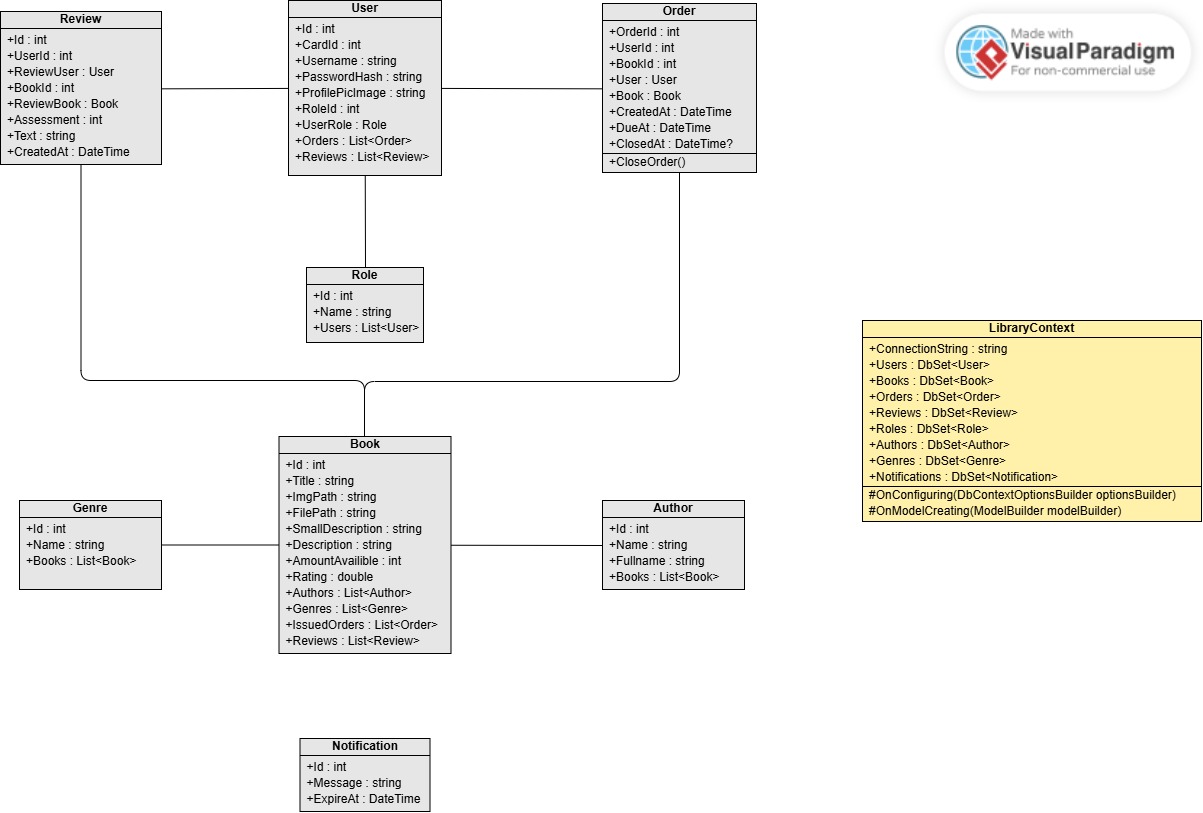 Review
+Id : int
+UserId : int
+ReviewUser : User
+BookId : int
+ReviewBook : Book
+Assessment : int
+Text : string
+CreatedAt : DateTime
User
+Id : int
+CardId : int
+Username : string
+PasswordHash : string
+ProfilePicImage : string
+RoleId : int
+UserRole : Role
+Orders : List<Order>
+Reviews : List<Review>
Order
+OrderId : int
+UserId : int
+BookId : int
+User : User
+Book : Book
+CreatedAt : DateTime
+DueAt : DateTime
+ClosedAt : DateTime?
+CloseOrder()
Made with
Visual Paradigm
For non-commercial use
Role
+Id : int
+Name : string
+Users : List<User>
LibraryContext
+ConnectionString : string
+Users : DbSet<User>
+Books : DbSet<Book>
+Orders : DbSet<Order>
+Reviews : DbSet<Review>
+Roles : DbSet<Role>
+Authors : DbSet<Author>
+Genres : DbSet<Genre>
+Notifications : DbSet<Notification>
#OnConfiguring(DbContextOptionsBuilder optionsBuilder)
#OnModelCreating(ModelBuilder modelBuilder)
Genre
+Id : int
+Name : string
+Books : List<Book>
Book
+Id : int
+Title : string
+ImgPath : string
+FilePath : string
+SmallDescription : string
+Description : string
+AmountAvailible : int
+Rating : double
+Authors : List<Author>
+Genres : List<Genre>
+IssuedOrders : List<Order>
+Reviews : List<Review>
Author
+Id : int
+Name : string
+Fullname : string
+Books : List<Book>
Notification
+Id : int
+Message : string
+ExpireAt : DateTime